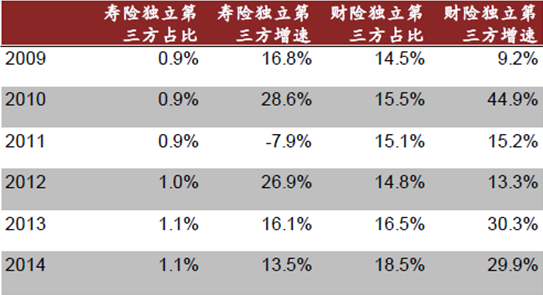 寿险独立第三方占比 寿险独立第三方增速 财险独立第三方占比 财险独立第三方增速
2009 0.9% 16.8% 14.5% 9.2%
2010 0.9% 28.6% 15.5% 44.9%
2011 0.9% -7.9% 15.1% 15.2%
2012 1.0% 26.9% 14.8% 13.3%
2013 1.1% 16.1% 16.5% 30.3%
2014 1.1% 13.5% 18.5% 29.9%